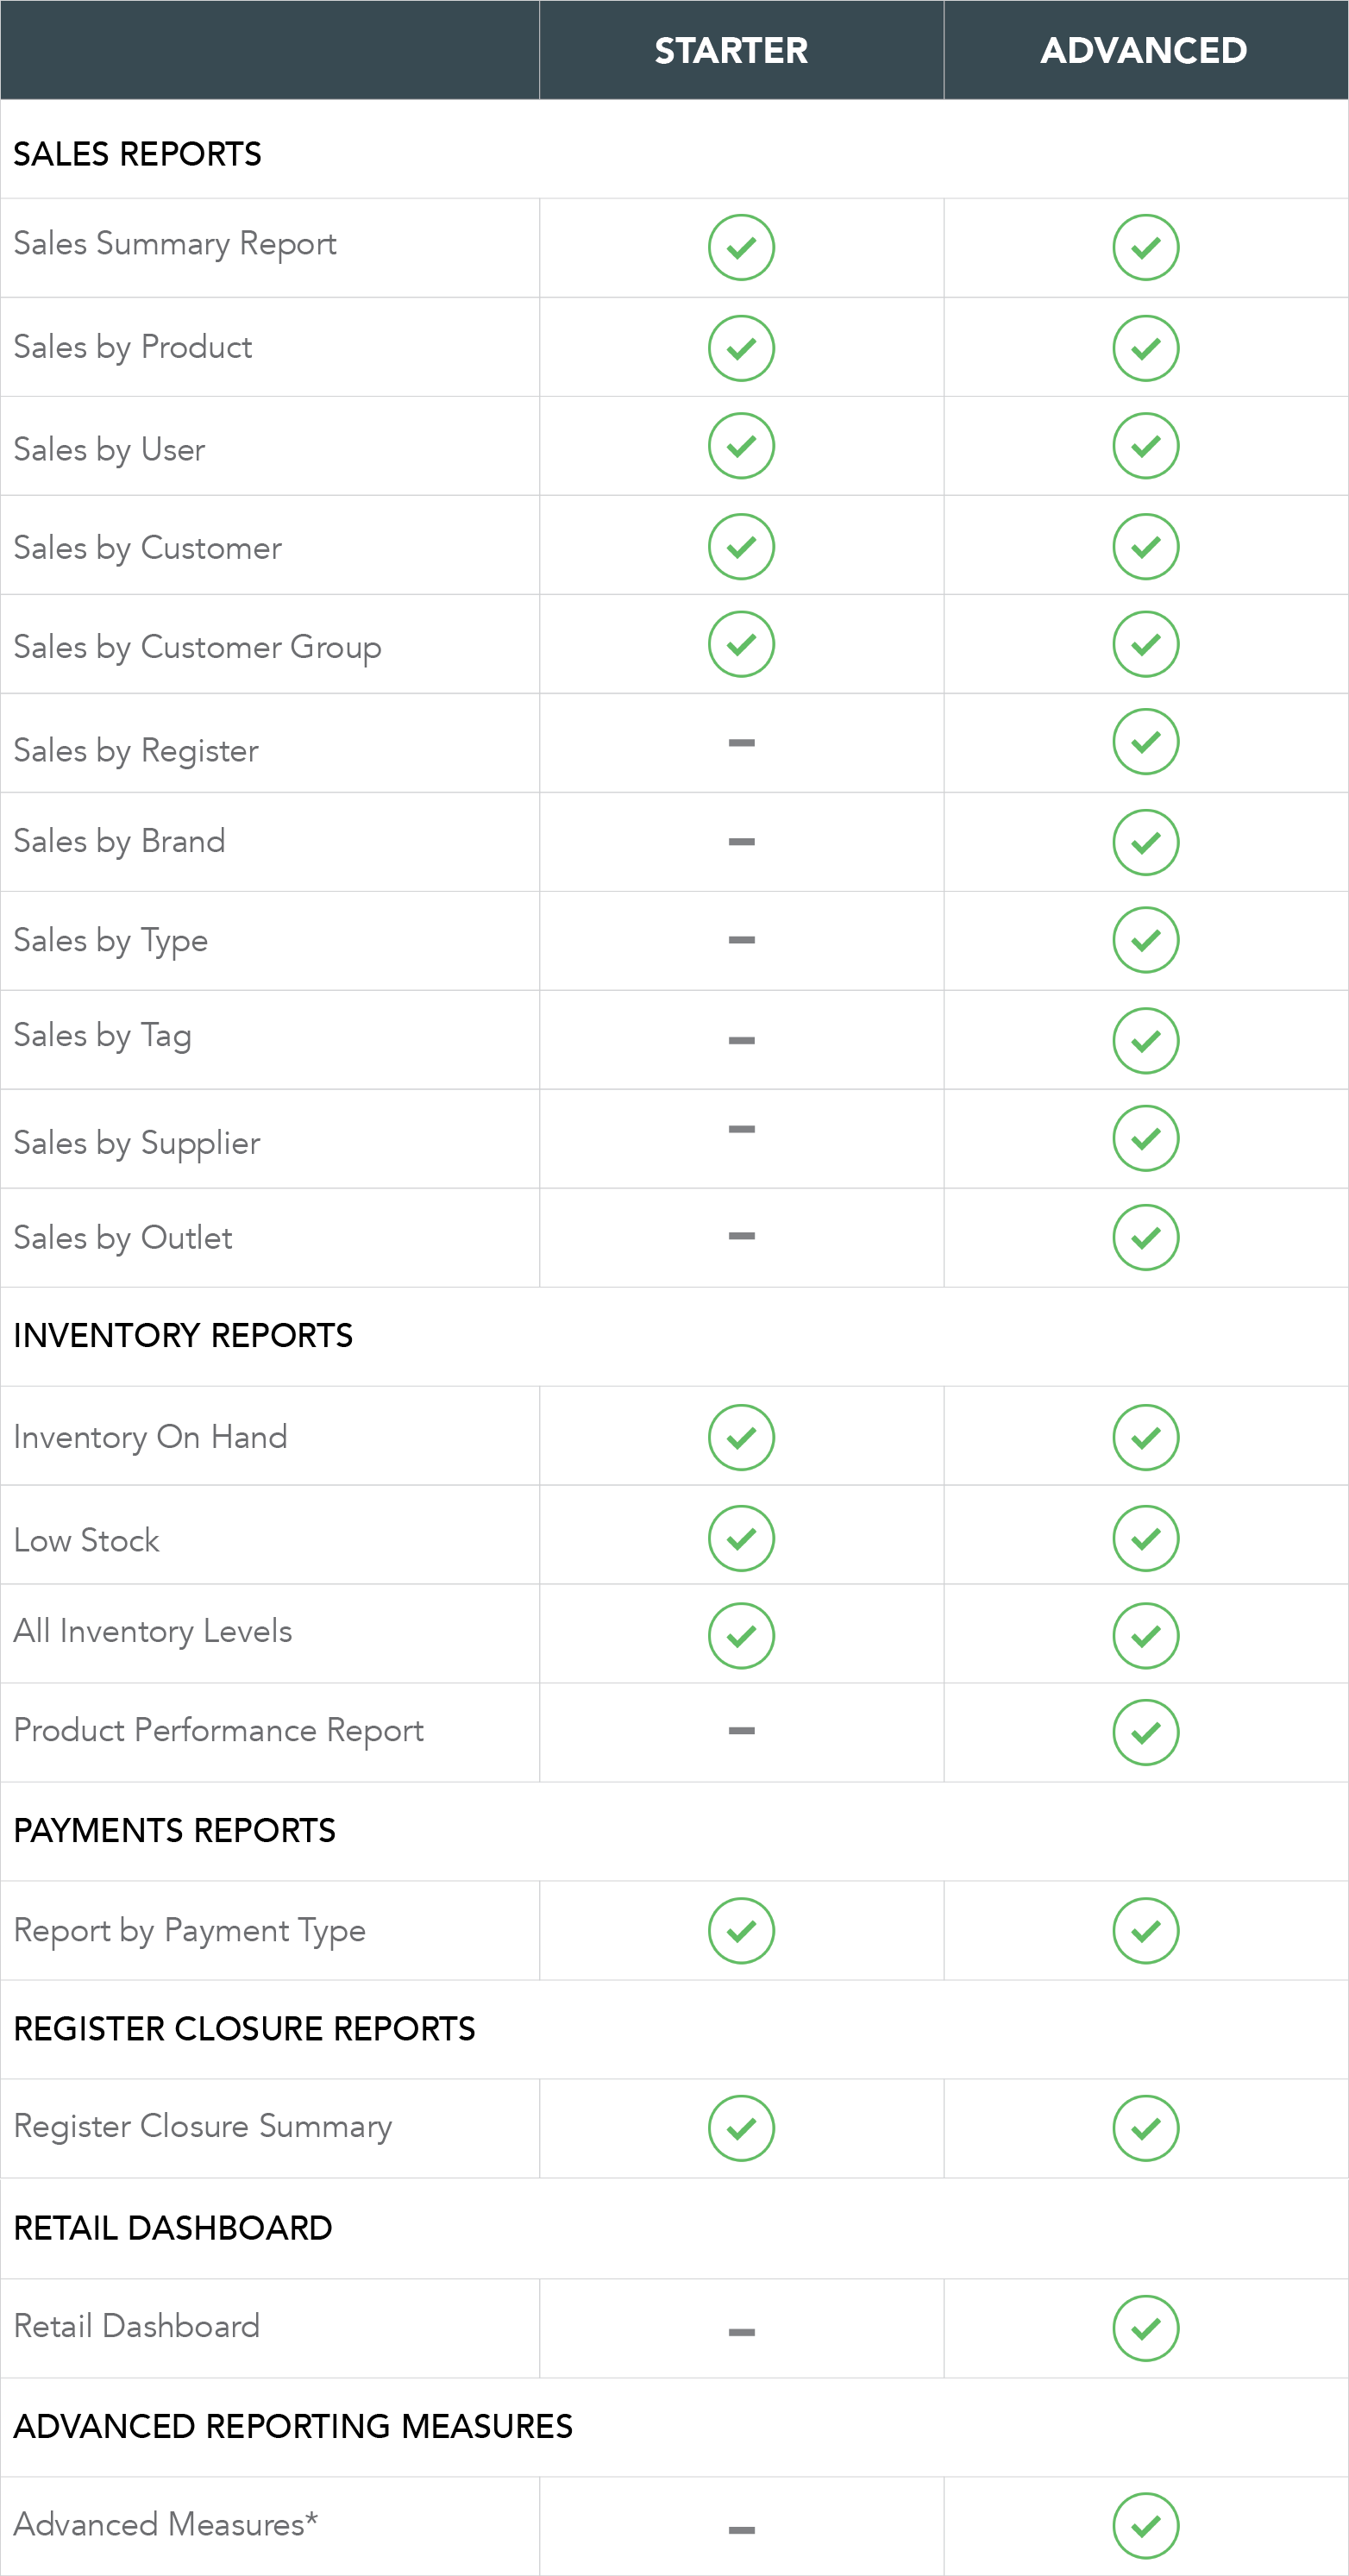 STARTER ADVANCED
SALES REPORTS
Sales Summary Report
Sales by Product
Sales by User
Sales by Customer
Sales by Customer Group
Sales by Register
Sales by Brand
Sales by Type
Sales by Tag
Sales by Supplier
Sales by Outlet
INVENTORY REPORTS
Inventory On Hand
Low Stock
All Inventory Levels
Product Performance Report
PAYMENTS REPORTS
Report by Payment Type
REGISTER CLOSURE REPORTS
Register Closure Summary
RETAIL DASHBOARD
Retail Dashboard
ADVANCED REPORTING MEASURES
Advanced Measures*